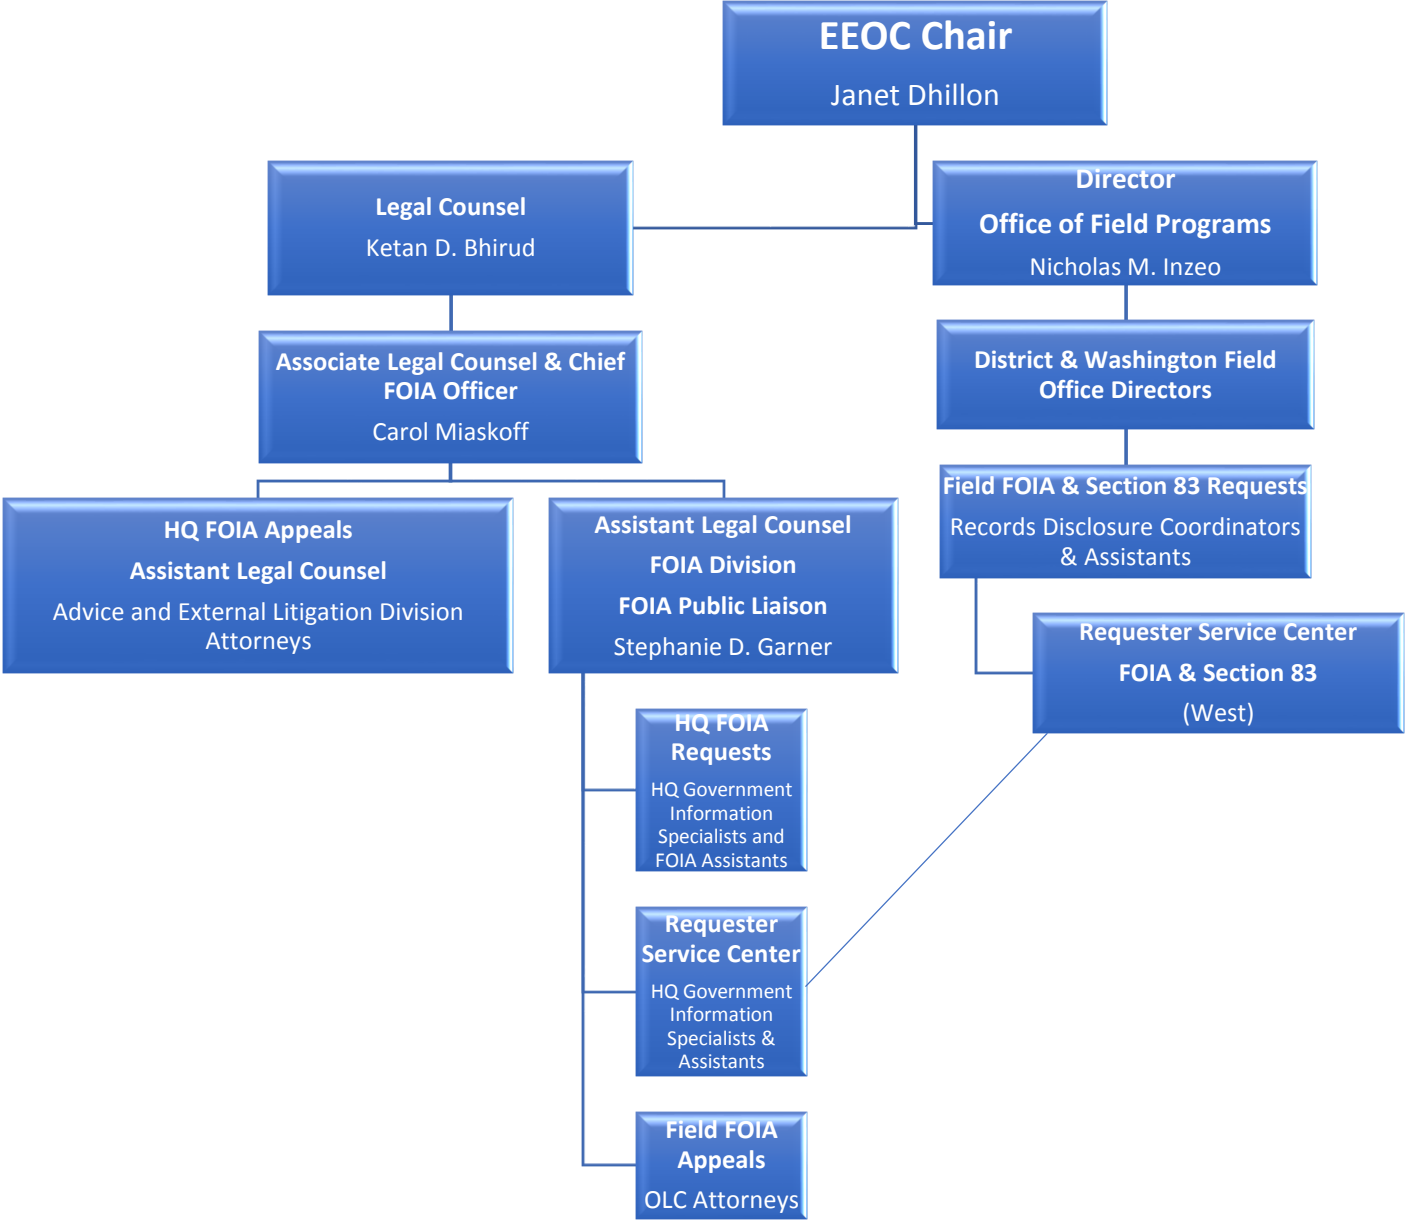 EEOC Chair
Janet Dhillon
Legal Counsel
Ketan D. Bhirud
Director
Office of Field Programs
Nicholas M. Inzeo
Associate Legal Counsel & Chief
FOIA Officer
Carol Miaskoff
District & Washington Field
Office Directors
HQ FOIA Appeals
Assistant Legal Counsel
Advice and External Litigation Division
Attorneys
Assistant Legal Counsel
FOIA Division
FOIA Public Liaison
Stephanie D. Garner
Field FOIA & Section 83 Requests
Records Disclosure Coordinators
& Assistants
Requester Service Center
FOIA & Section 83
(West)
HQ FOIA
Requests
HQ Government
Information
Specialists and
FOIA Assistants
Requester
Service Center
HQ Government
Information
Specialists &
Assistants
Field FOIA
Appeals
OLC Attorneys